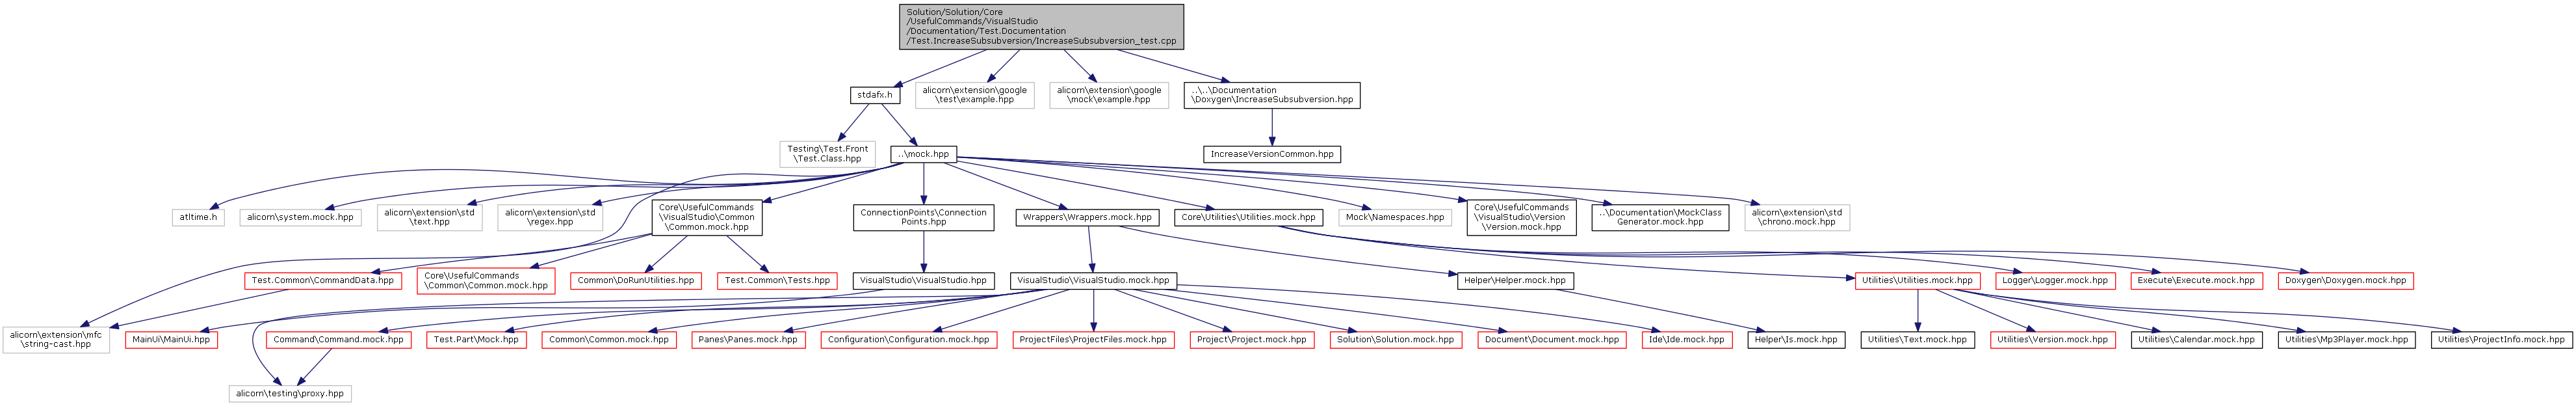 Solution/Solution/Core
/UsefulCommands/VisualStudio
/Documentation/Test.Documentation
/Test.IncreaseSubsubversion/IncreaseSubsubversion_test.cpp
stdafx.h
alicorn\extension\google
\test\example.hpp
alicorn\extension\google
\mock\example.hpp
..\..\Documentation
\Doxygen\IncreaseSubsubversion.hpp
Testing\Test.Front
\Test.Class.hpp
..\mock.hpp
IncreaseVersionCommon.hpp
atltime.h
alicorn\system.mock.hpp
alicorn\extension\std
\text.hpp
alicorn\extension\std
\regex.hpp
Core\UsefulCommands
\VisualStudio\Common
\Common.mock.hpp
ConnectionPoints\Connection
Points.hpp
Wrappers\Wrappers.mock.hpp
Core\Utilities\Utilities.mock.hpp
Mock\Namespaces.hpp
Core\UsefulCommands
\VisualStudio\Version
\Version.mock.hpp
..\Documentation\MockClass
Generator.mock.hpp
alicorn\extension\std
\chrono.mock.hpp
Test.Common\CommandData.hpp
Core\UsefulCommands
\Common\Common.mock.hpp
Common\DoRunUtilities.hpp
Test.Common\Tests.hpp
VisualStudio\VisualStudio.hpp
VisualStudio\VisualStudio.mock.hpp
Helper\Helper.mock.hpp
Utilities\Utilities.mock.hpp
Logger\Logger.mock.hpp
Execute\Execute.mock.hpp
Doxygen\Doxygen.mock.hpp
alicorn\extension\mfc
\string-cast.hpp
MainUi\MainUi.hpp
Command\Command.mock.hpp
Test.Part\Mock.hpp
Common\Common.mock.hpp
Panes\Panes.mock.hpp
Configuration\Configuration.mock.hpp
ProjectFiles\ProjectFiles.mock.hpp
Project\Project.mock.hpp
Solution\Solution.mock.hpp
Document\Document.mock.hpp
Ide\Ide.mock.hpp
Helper\Is.mock.hpp
Utilities\Text.mock.hpp
Utilities\Version.mock.hpp
Utilities\Calendar.mock.hpp
Utilities\Mp3Player.mock.hpp
Utilities\ProjectInfo.mock.hpp
alicorn\testing\proxy.hpp